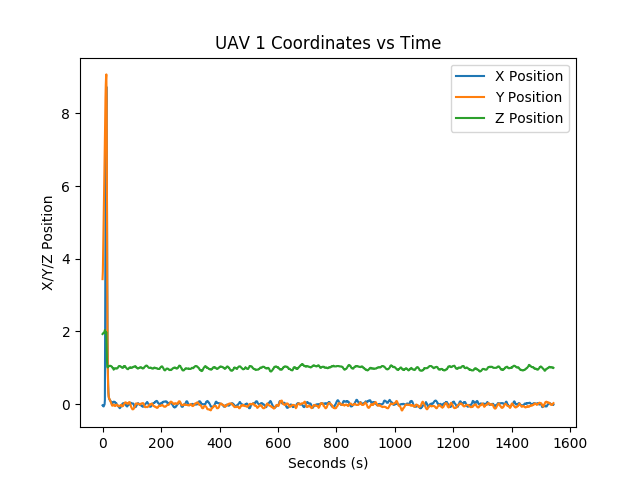 UAV 1 Coordinates vs Time
X Position
Y Position
Z Position
X/Y/Z Position
8
6
4
2
0
0 200 400 600 800 1000 1200 1400 1600
Seconds (s)